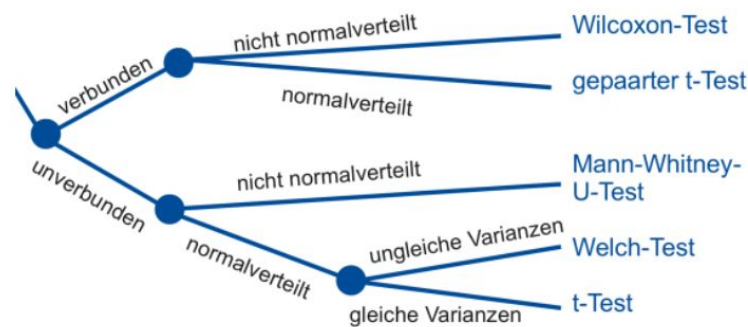 nicht normalverteilt
Wilcoxon-Test
verbunden
normalverteilt
gepaarter t-Test
unverbunden
nicht normalverteilt
Mann-Whitney-
U-Test
normalverteilt
ungleiche Varianzen
Welch-Test
gleiche Varianzen
t-Test